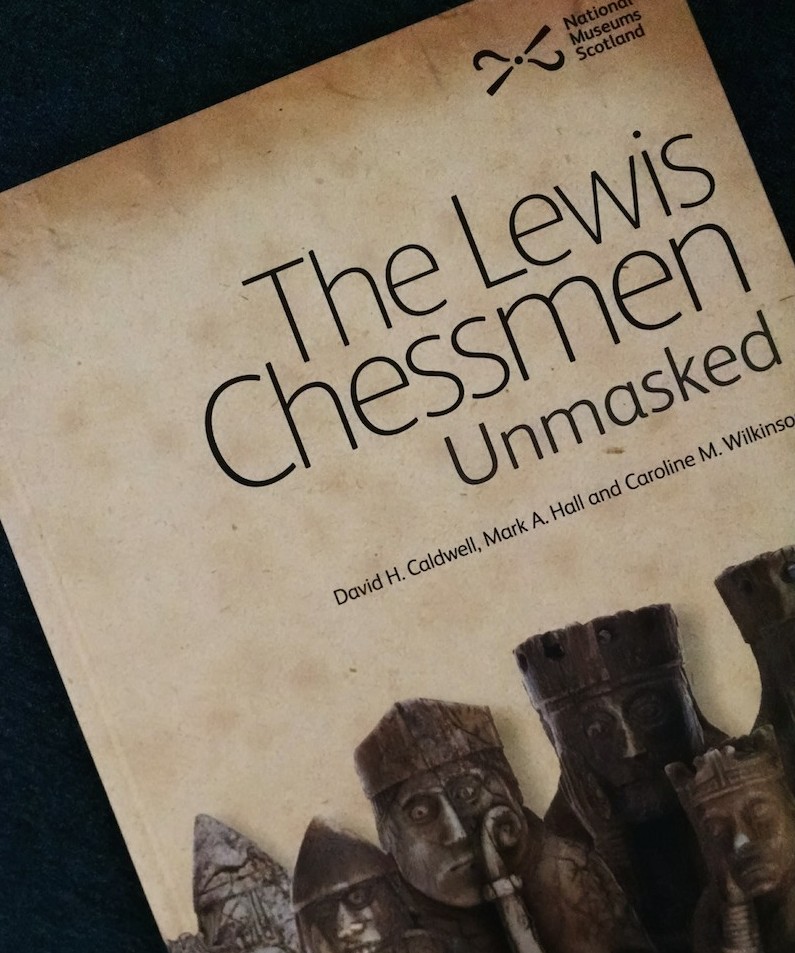 National
Museums
Scotland
The Lewis
Chessmen
Unmasked
David H. Caldwell, Mark A. Hall and Caroline M. Wilkinso